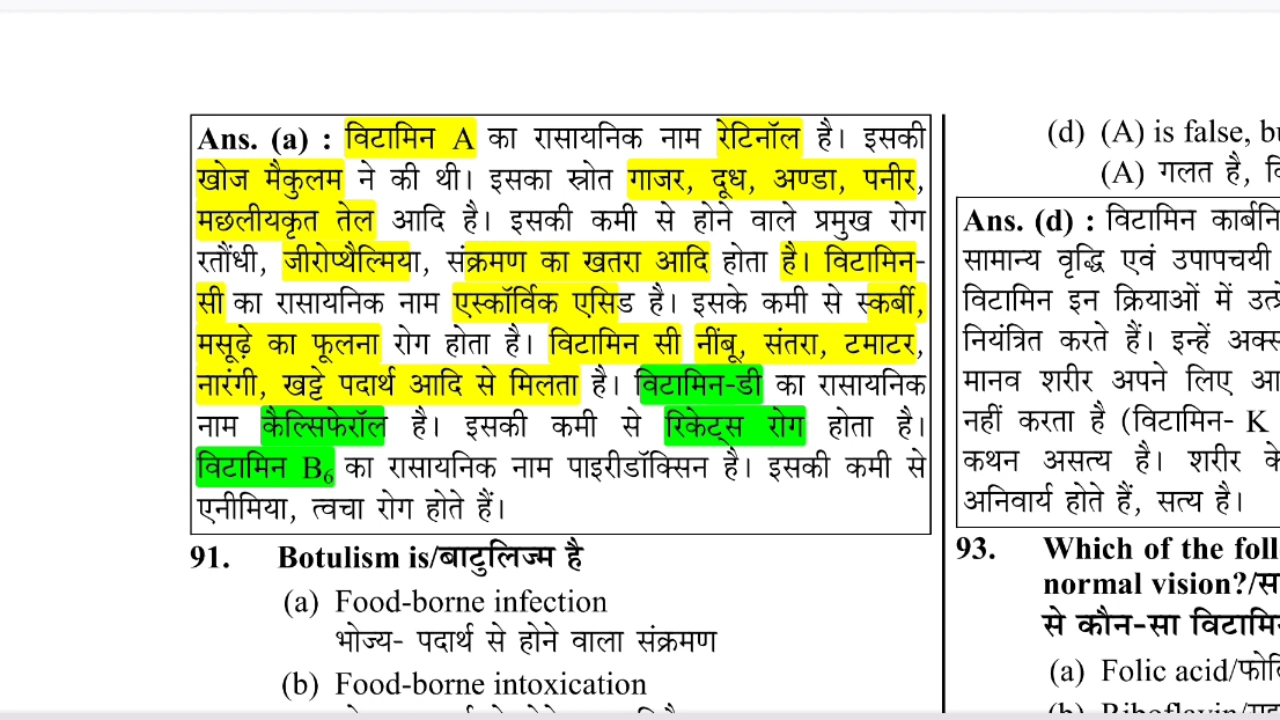 Ans. (a) : विटामिन A का रासायनिक नाम रेटिनॉल है। इसकी
खोज मैकुलम ने की थी। इसका स्रोत गाजर, दूध, अण्डा, पनीर,
मछलीयकृत तेल आदि है। इसकी कमी से होने वाले प्रमुख रोग
रतौंधी, जीरोप्थैल्मिया, संक्रमण का खतरा आदि होता है। विटामिन-
सी का रासायनिक नाम एस्कॉर्विक एसिड है। इसके कमी से स्कर्बी,
मसूढ़े का फूलना रोग होता है। विटामिन सी नींबू, संतरा, टमाटर,
नारंगी, खट्टे पदार्थ आदि से मिलता है। विटामिन-डी का रासायनिक
नाम कैल्सिफेरॉल है। इसकी कमी से रिकेट्स रोग होता है।
विटामिन B₆ का रासायनिक नाम पाइरीडॉक्सिन है। इसकी कमी से
एनीमिया, त्वचा रोग होते हैं।
91. Botulism is/बाटुलिज्म है
(a) Food-borne infection
भोज्य- पदार्थ से होने वाला संक्रमण
(b) Food-borne intoxication
(d) (A) is false,
(A) गलत है,
Ans. (d) : विटामिन
सामान्य वृद्धि एवं उपापचयी
विटामिन इन क्रियाओं में
नियंत्रित करते हैं। इन्हें
मानव शरीर अपने लिए
नहीं करता है (विटामिन- K
कथन असत्य है। शरीर
अनिवार्य होते हैं, सत्य है।
93. Which of the
normal vision?/
से कौन-सा
(a) Folic acid/